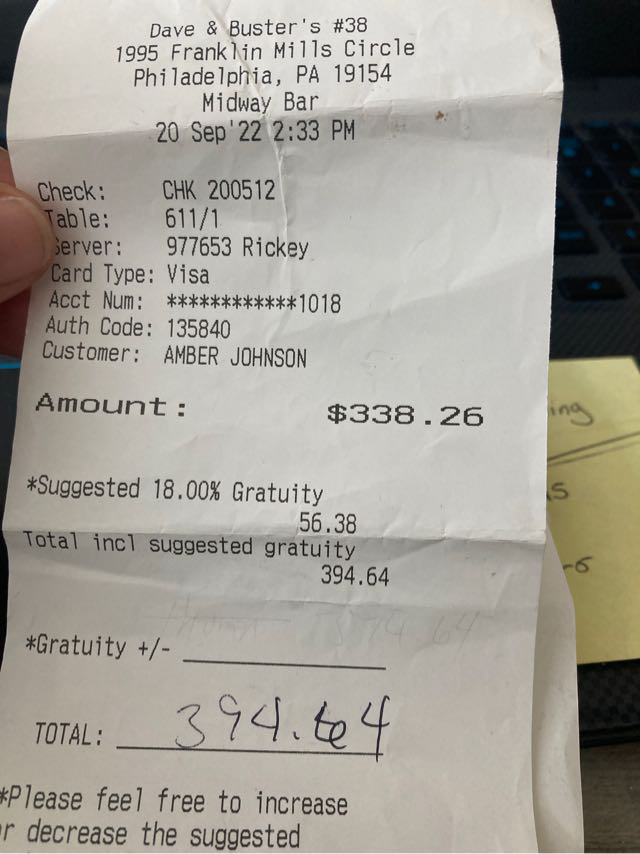 Dave & Buster's #38
1995 Franklin Mills Circle
Philadelphia, PA 19154
Midway Bar
20 Sep'22 2:33 PM
Check: CHK 200512
Table: 611/1
Server: 977653 Rickey
Card Type: Visa
Acct Num: ************1018
Auth Code: 135840
Customer: AMBER JOHNSON
Amount: $338.26
*Suggested 18.00% Gratuity
56.38
Total incl suggested gratuity
394.64
*Gratuity +/-
TOTAL: 394.64
*Please feel free to increase
or decrease the suggested
ing